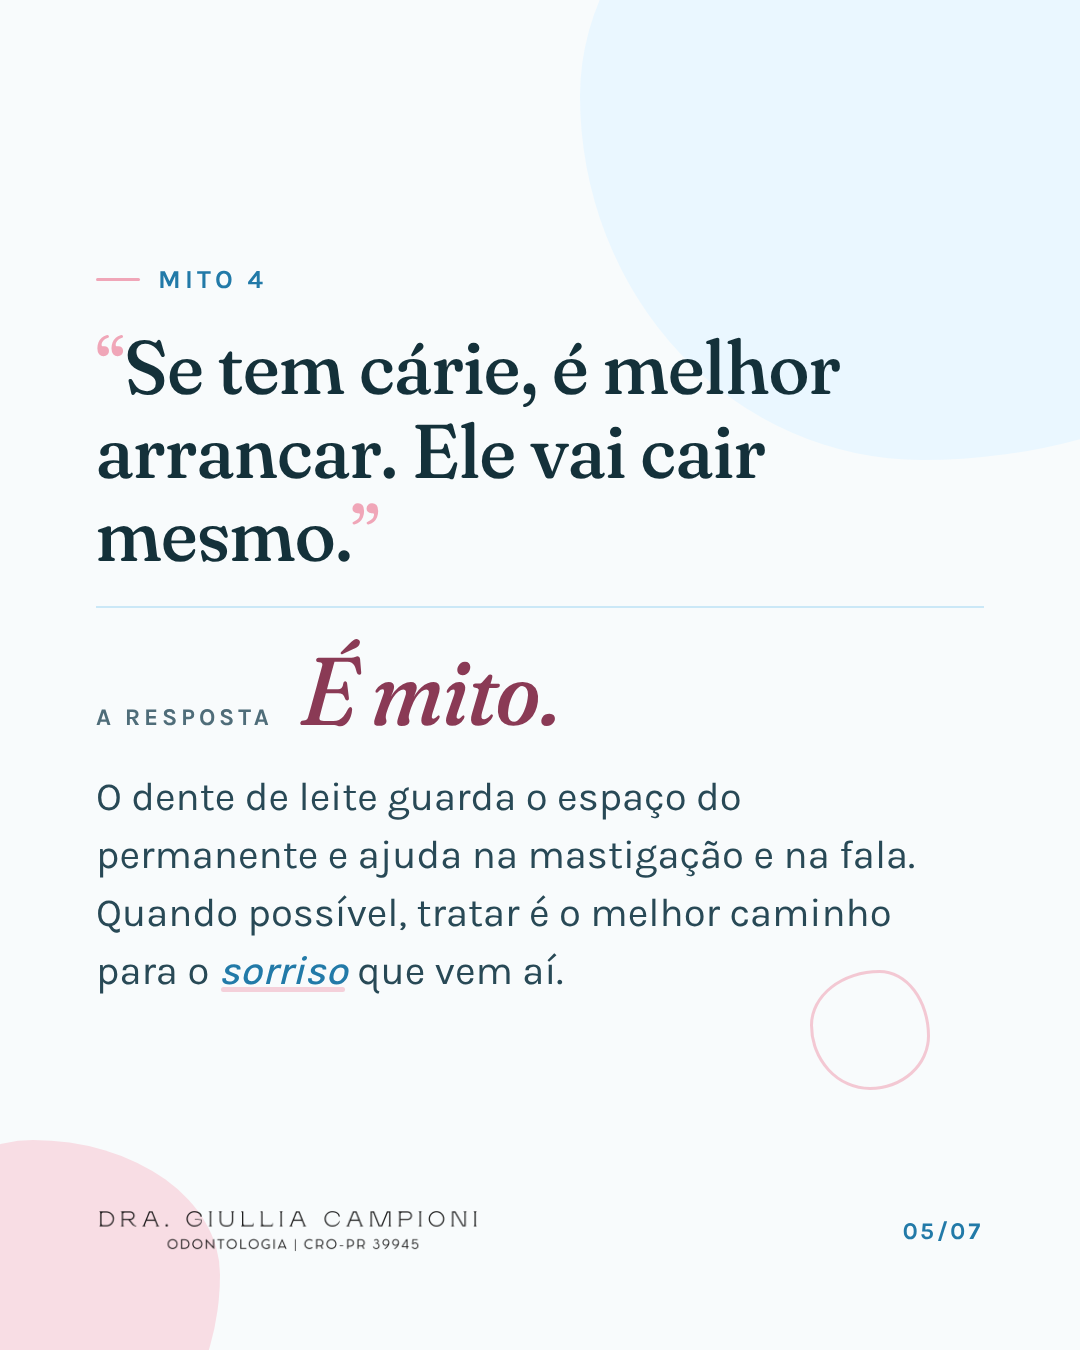 MITO 4
“Se tem cárie, é melhor
arrancar. Ele vai cair
mesmo.”
A RESPOSTA É mito.
O dente de leite guarda o espaço do
permanente e ajuda na mastigação e na fala.
Quando possível, tratar é o melhor caminho
para o sorriso que vem aí.
DRA. GIULLIA CAMPIONI
ODONTOLOGIA | CRO-PR 39945
05/07